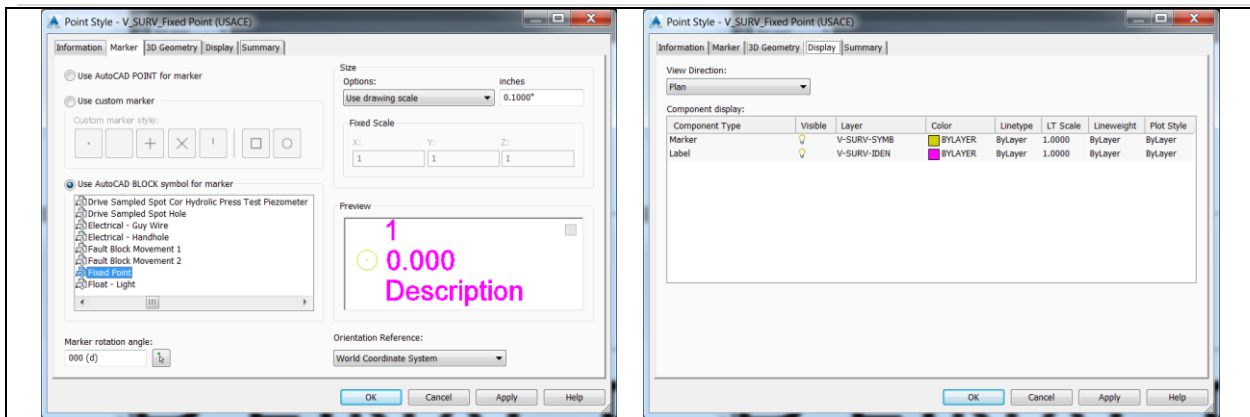 Point Style - V_SURV_Fixed Point (USACE)
Information Marker 3D Geometry Display Summary
Use AutoCAD POINT for marker
Use custom marker
Custom marker style:
Use AutoCAD BLOCK symbol for marker
Drive Sampled Spot Cor Hydrolic Press Test Piezometer
Drive Sampled Spot Hole
Electrical - Guy Wire
Electrical - Handhole
Fault Block Movement 1
Fault Block Movement 2
Fixed Point
Float - Light
Marker rotation angle:
000 (d)
Size
Options: inches
Use drawing scale 0.1000"
Fixed Scale
X: Y: Z:
1 1 1
Preview
1
0.000
Description
Orientation Reference:
World Coordinate System
OK Cancel Apply Help
Point Style - V_SURV_Fixed Point (USACE)
Information Marker 3D Geometry Display Summary
View Direction:
Plan
Component display:
Component Type Visible Layer Color Linetype LT Scale Lineweight Plot Style
Marker V-SURV-SYMB BYLAYER ByLayer 1.0000 ByLayer ByLayer
Label V-SURV-IDEN BYLAYER ByLayer 1.0000 ByLayer ByLayer
OK Cancel Apply Help